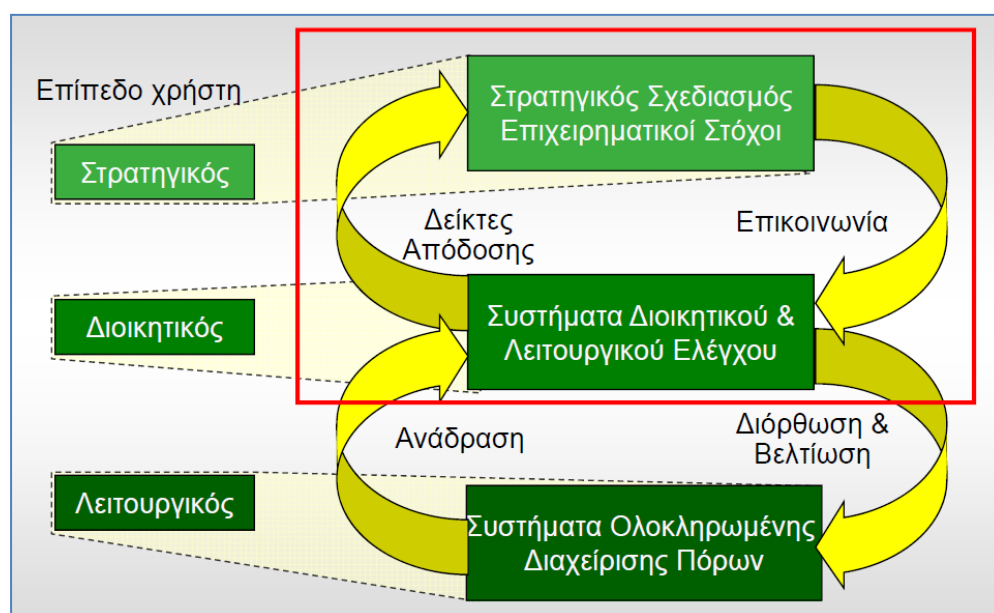 Επίπεδο χρήστη
Στρατηγικός Σχεδιασμός
Επιχειρηματικοί Στόχοι
Στρατηγικός
Δείκτες
Απόδοσης
Επικοινωνία
Διοικητικός
Συστήματα Διοικητικού &
Λειτουργικού Ελέγχου
Ανάδραση
Διόρθωση &
Βελτίωση
Λειτουργικός
Συστήματα Ολοκληρωμένης
Διαχείρισης Πόρων